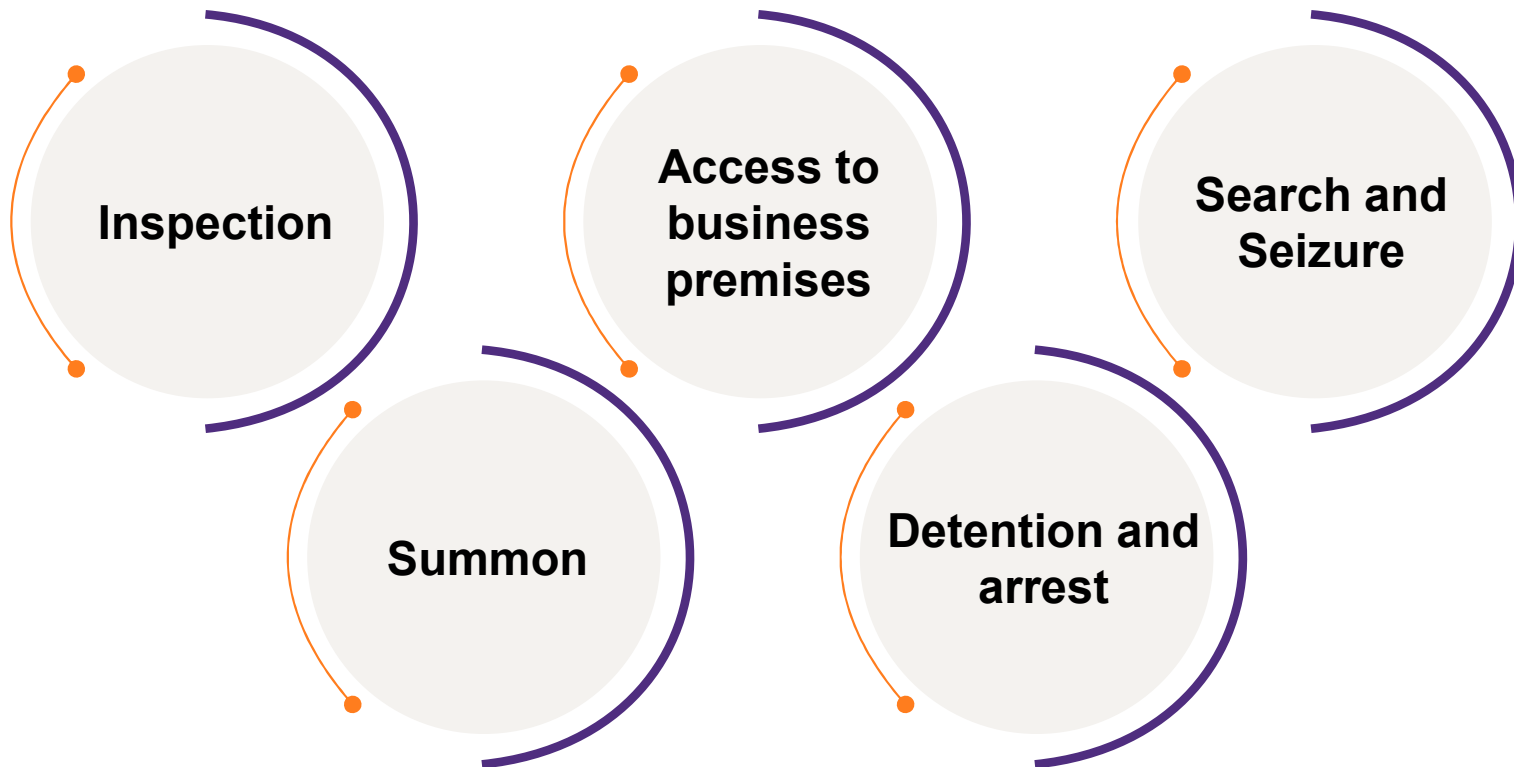 Inspection
Access to
business
premises
Search and
Seizure
Summon
Detention and
arrest